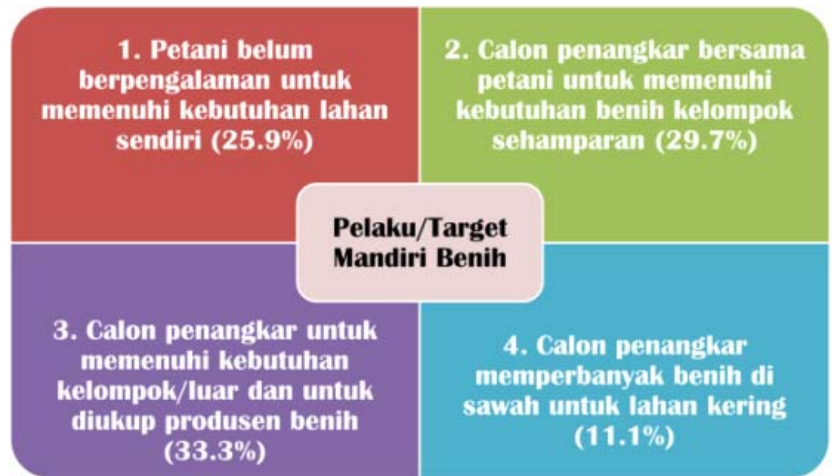 1. Petani belum
berpengalaman untuk
memenuhi kebutuhan lahan
sendiri (25.9%)
2. Calon penangkar bersama
petani untuk memenuhi
kebutuhan benih kelompok
sehamparan (29.7%)
Pelaku/Target
Mandiri Benih
3. Calon penangkar untuk
memenuhi kebutuhan
kelompok/luar dan untuk
diukup produsen benih
(33.3%)
4. Calon penangkar
memperbanyak benih di
sawah untuk lahan kering
(11.1%)